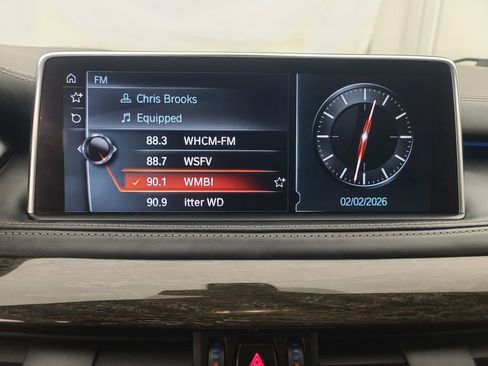 FM
Chris Brooks
Equipped
88.3 WHCM-FM
88.7 WSFV
90.1 WMBI
90.9 itter WD
02/02/2026